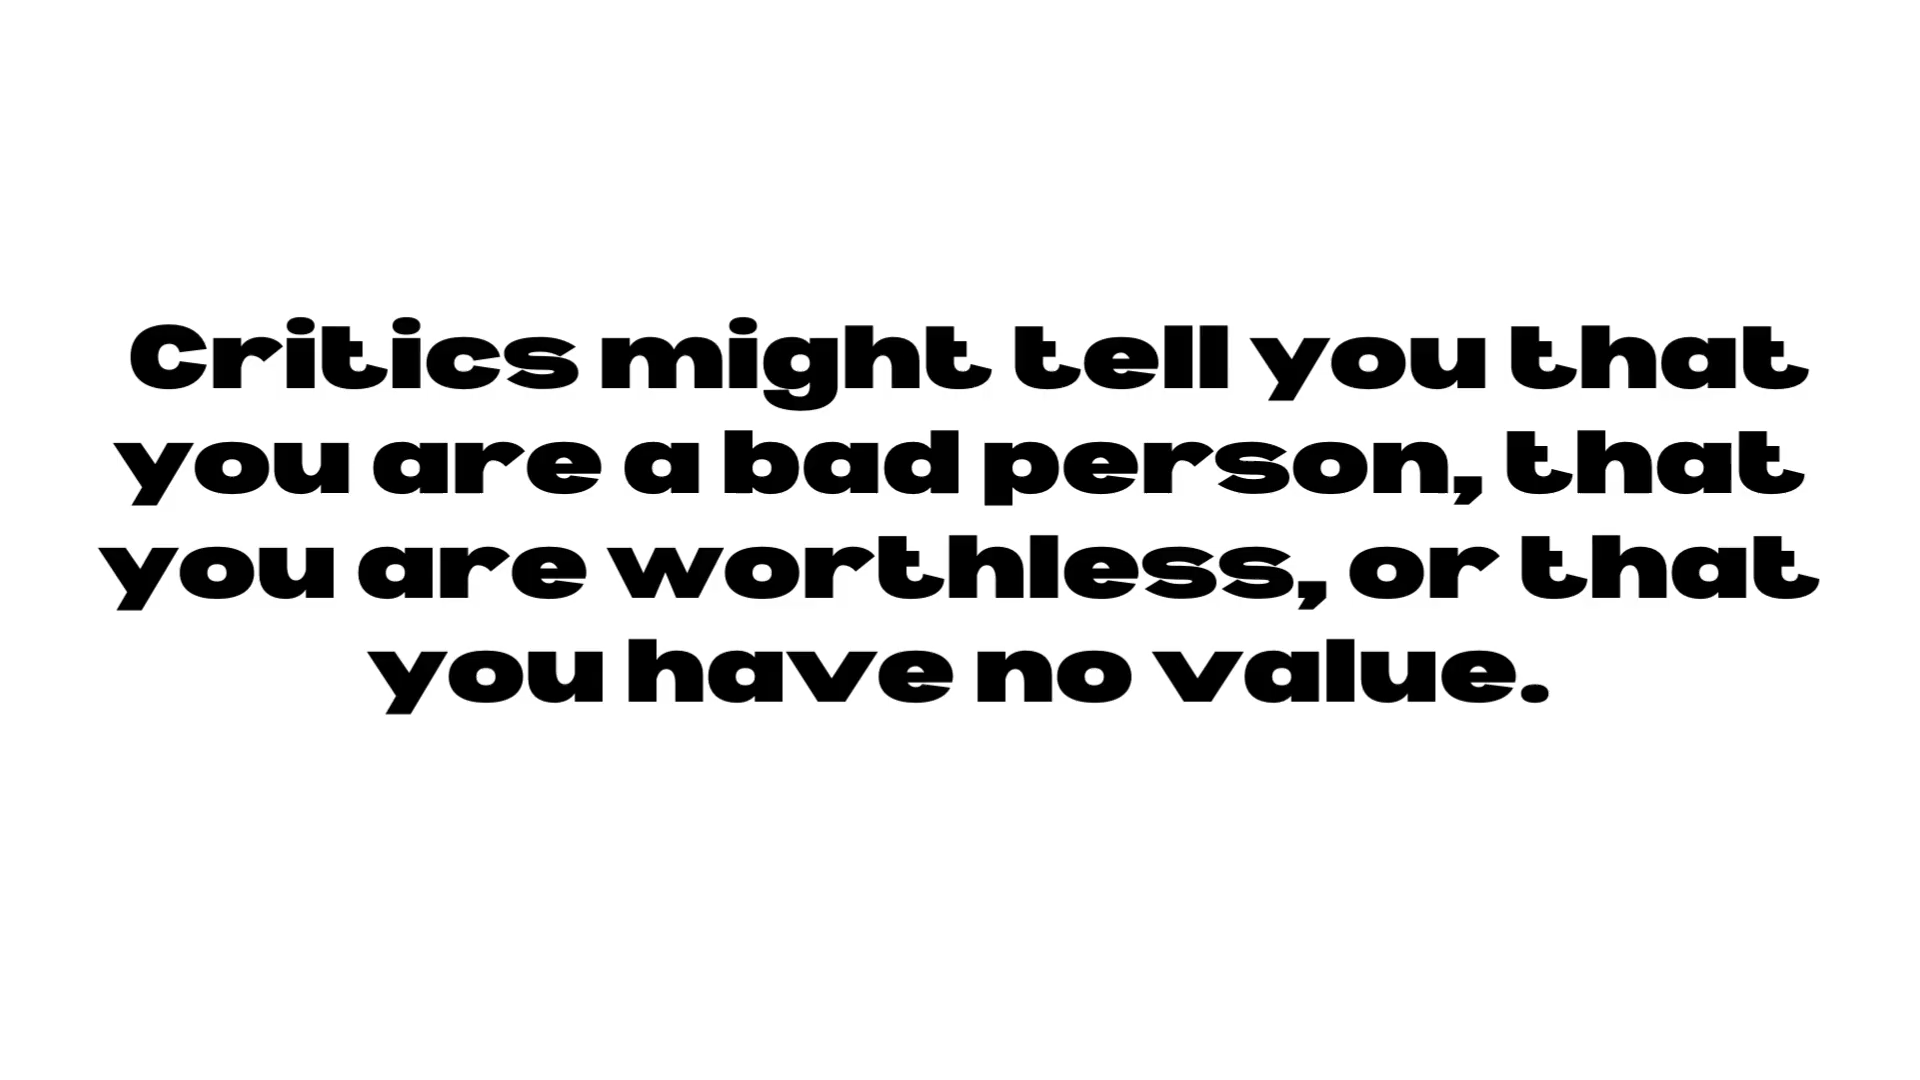 Critics might tell you that
you are a bad person, that
you are worthless, or that
you have no value.